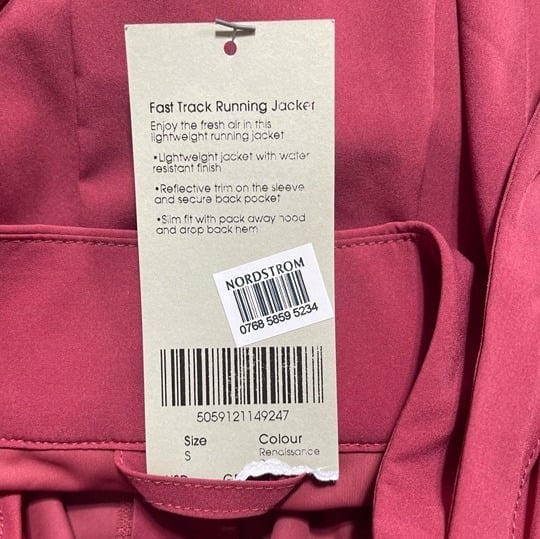 Fast Track Running Jacket
Enjoy the fresh air in this
lightweight running jacket
•Lightweight jacket with water
resistant finish
•Reflective trim on the sleeve
and secure back pocket
•Slim fit with pack away hood
and drop back hem
NORDSTROM
0768 5859 5234
5059121149247
Size Colour
S Renaissance